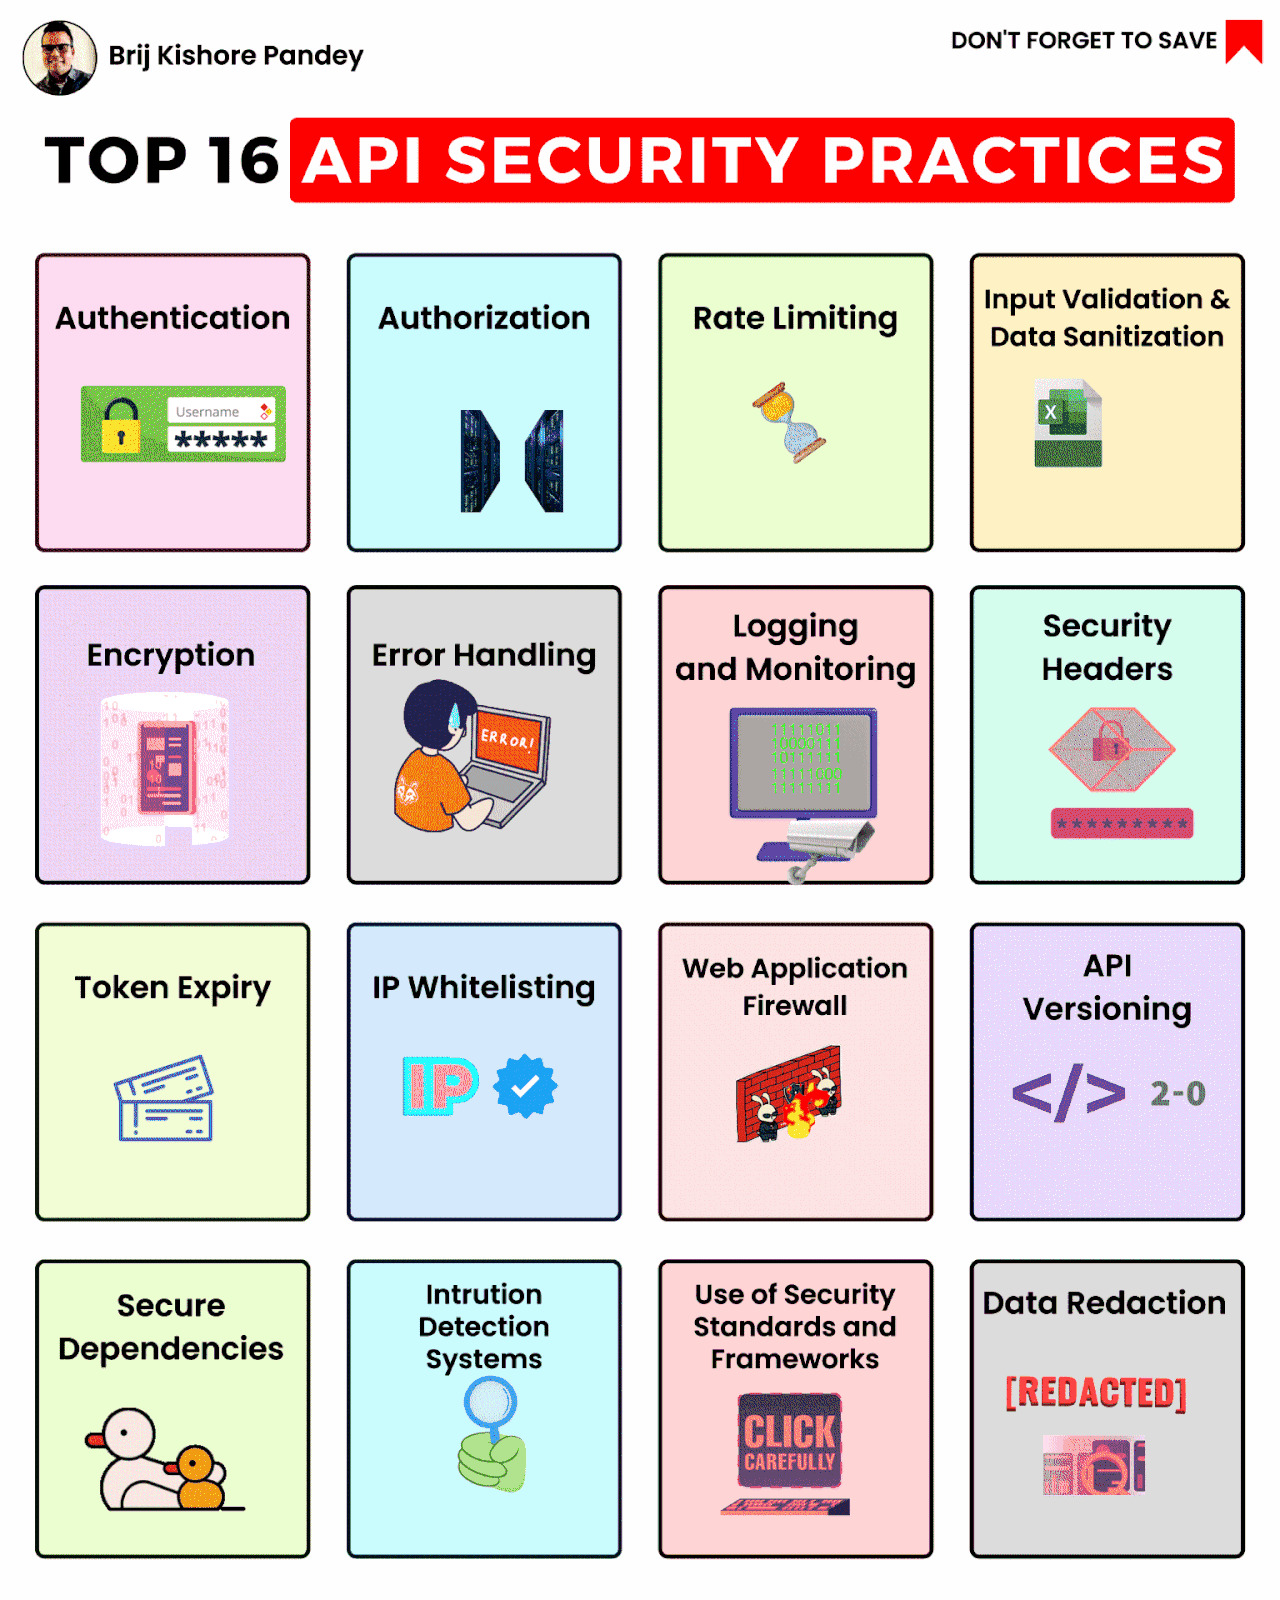 Brij Kishore Pandey
DON'T FORGET TO SAVE
TOP 16 API SECURITY PRACTICES
Authentication
Username
*****
Authorization
Rate Limiting
Input Validation &
Data Sanitization
X
Encryption
Error Handling
ERROR!
Logging
and Monitoring
Security
Headers
*********
Token Expiry
IP Whitelisting
IP
Web Application
Firewall
API
Versioning
</> 2-0
Secure
Dependencies
Intrution
Detection
Systems
Use of Security
Standards and
Frameworks
CLICK
CAREFULLY
Data Redaction
[REDACTED]